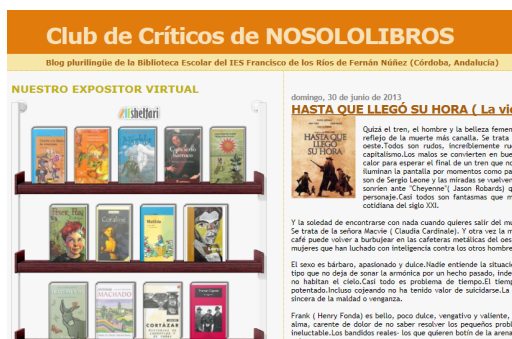 Club de Críticos de NOSOLOLIBROS
Blog plurilingüe de la Biblioteca Escolar del IES Francisco de los Ríos de Fernán Núñez (Córdoba, Andalucía)
NUESTRO EXPOSITOR VIRTUAL
shelfari
Matilda
MACHADO
CORTÁZAR
domingo, 30 de junio de 2013
HASTA QUE LLEGÓ SU HORA ( La vi
HASTA QUE
LLEGÓ
SU HORA
Quizá el tren, el hombre y la belleza femen
reflejo de la muerte más canalla. Se trata
oeste.Todos son rudos, increíblemente ru
capitalismo.Los malos se convierten en bue
calor para esperar el final de un tren que no
iluminan la pantalla por momentos como pa
son de Sergio Leone y las miradas se vuelve
sonríen ante "Cheyenne"( Jason Robards) q
personaje.Casi todos son fantasmas que m
cotidiana del siglo XXI.
Y la soledad de encontrarse con nada cuando quieres salir del mu
Se trata de la señora Macvie ( Claudia Cardinale). Y otra vez la m
café puede volver a burbujear en las cafeteras metálicas del oes
mujeres que han luchado con inteligencia contra los otros hombre
El sexo es bárbaro, apasionado y dulce.Nadie entiende la situació
tipo que no deja de sonar la armónica por un hecho pasado, inde
no habitan el cielo.Casi todo es problema de tiempo.El tiemp
potentado.Incluso cojeando no ha tenido valor de suicidarse.La
sincera de la maldad o venganza.
Frank ( Henry Fonda) es bello, poco dulce, vengativo y valiente,
alma, carente de dolor de no saber resolver los pequeños probl
ineluctable.Los bandidos reales- los que quieren botín de la arena